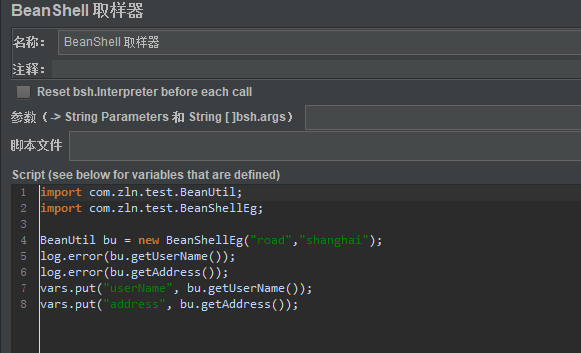 BeanShell 取样器
名称： BeanShell 取样器
注释：
Reset bsh.Interpreter before each call
参数（-> String Parameters 和 String [ ]bsh.args）
脚本文件
Script (see below for variables that are defined)
1 import com.zln.test.BeanUtil;
2 import com.zln.test.BeanShellEg;
3
4 BeanUtil bu = new BeanShellEg("road","shanghai");
5 log.error(bu.getUserName());
6 log.error(bu.getAddress());
7 vars.put("userName", bu.getUserName());
8 vars.put("address", bu.getAddress());